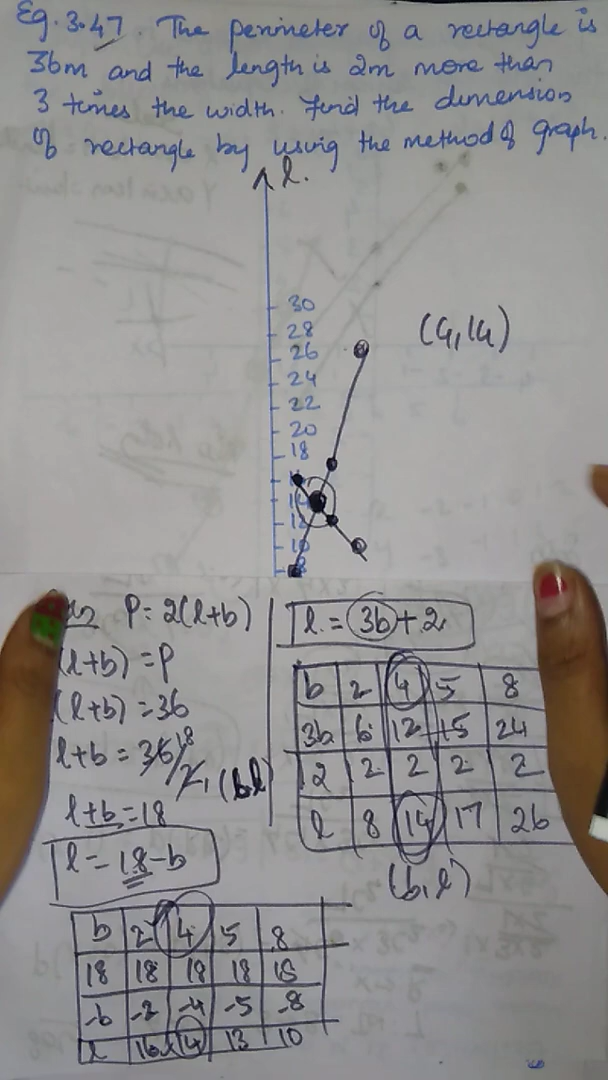 Eg. 3.47. The perimeter of a rectangle is
36m and the length is 2m more than
3 times the width. Find the dimension
of rectangle by using the method of graph.
l.
30
28
26
24
22
20
18
14
12
10
8
(4,14)
P = 2(l+b)
(l+b) = P
(l+b) = 36
l+b = 36/2, 18
(b,l)
l+b = 18
l = 18-b
b 2 4 5 8
18 18 18 18 18
-b -2 -4 -5 -8
l 16 14 13 10
l = 3b + 2
b 2 4 5 8
3b 6 12 15 24
2 2 2 2 2
l 8 14 17 26
(b,l)